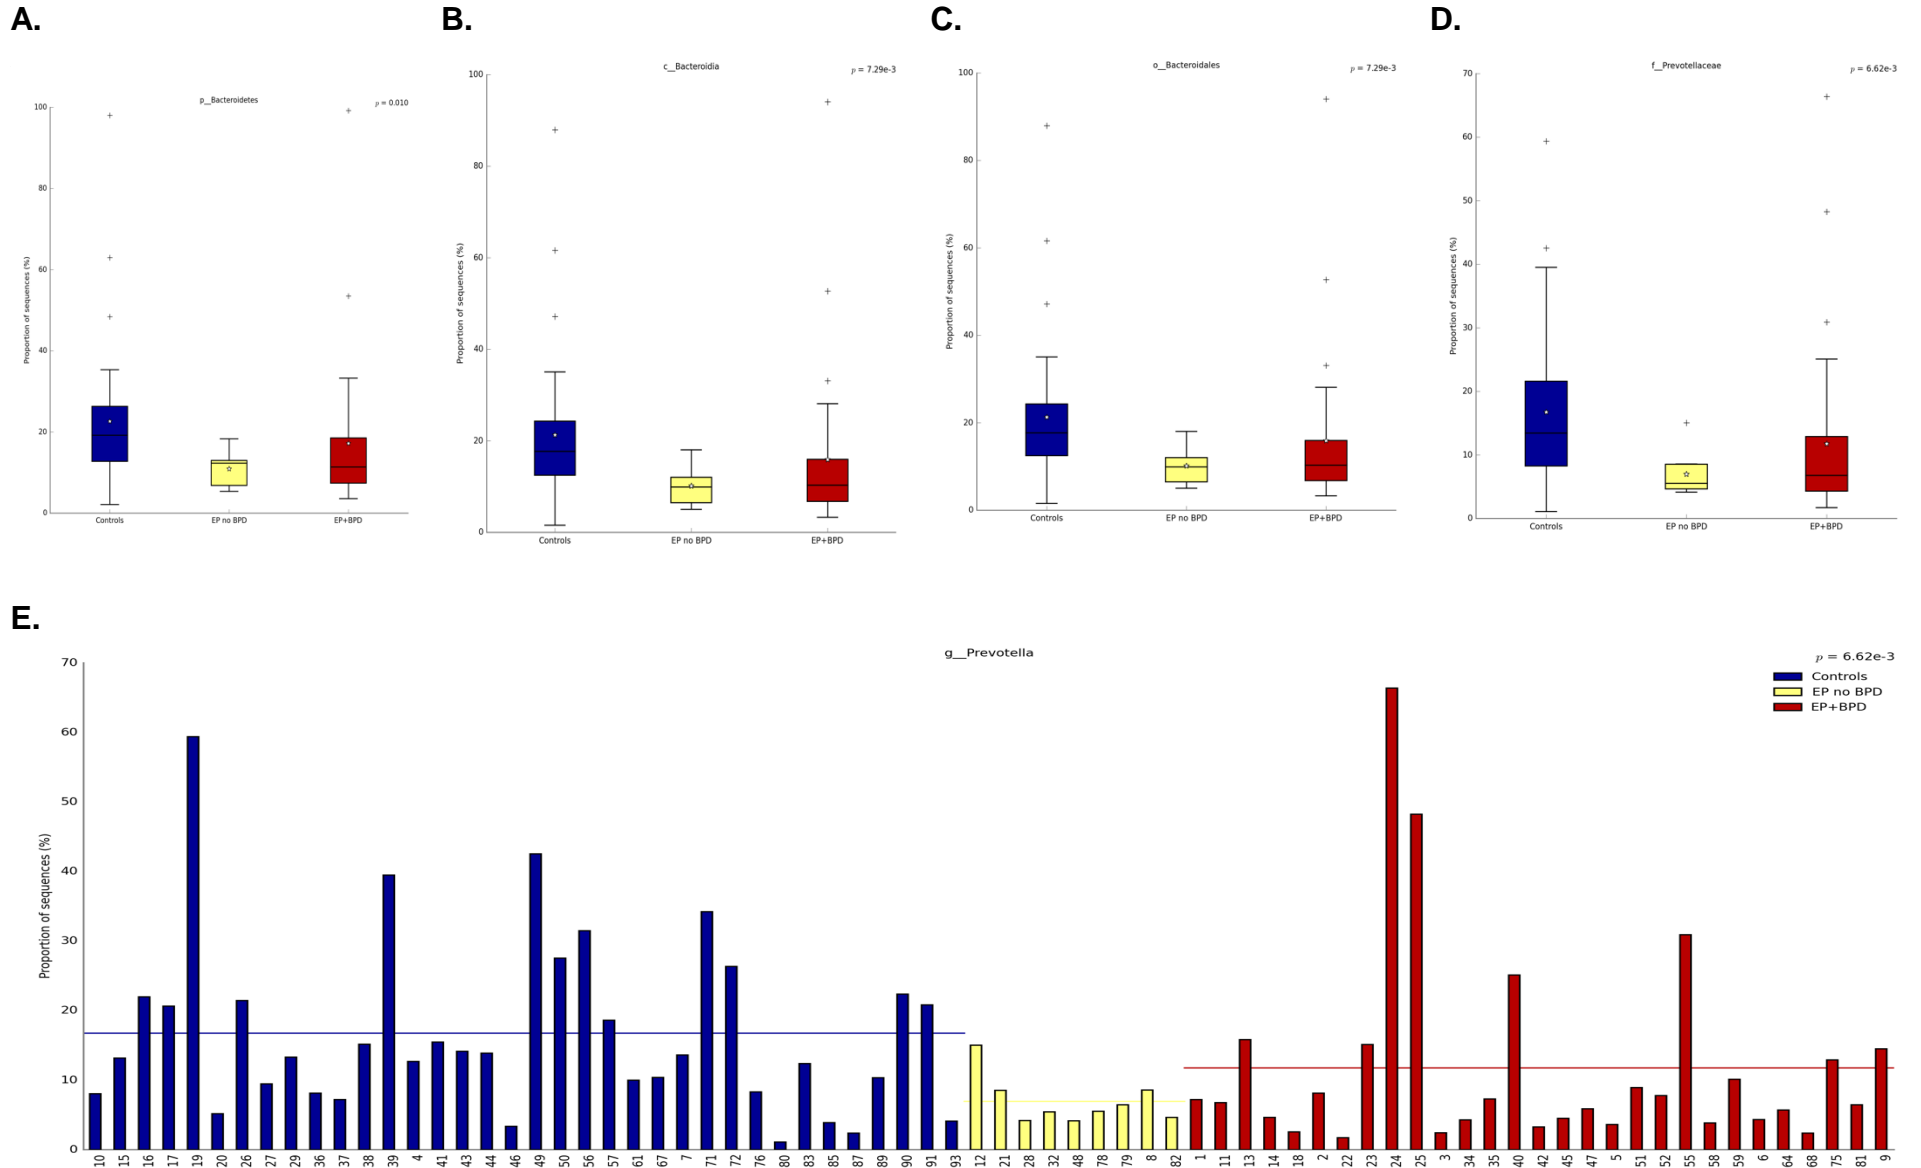 A.
B.
C.
D.
p__Bacteroidetes
p = 0.010
Proportion of sequences (%)
100
80
60
40
20
0
Controls
EP no BPD
EP+BPD
c__Bacteroidia
p = 7.29e-3
Proportion of sequences (%)
100
80
60
40
20
0
Controls
EP no BPD
EP+BPD
o__Bacteroidales
p = 7.29e-3
Proportion of sequences (%)
100
80
60
40
20
0
Controls
EP no BPD
EP+BPD
f__Prevotellaceae
p = 6.62e-3
Proportion of sequences (%)
70
60
50
40
30
20
10
0
Controls
EP no BPD
EP+BPD
E.
g__Prevotella
p = 6.62e-3
Controls
EP no BPD
EP+BPD
Proportion of sequences (%)
70
60
50
40
30
20
10
0
10 15 16 17 19 20 26 27 29 36 37 38 39 4 41 43 44 46 49 50 56 57 61 67 7 71 72 76 80 83 85 87 89 90 91 93 12 21 28 32 48 78 79 8 82 1 11 13 14 18 2 22 23 24 25 3 34 35 40 42 45 47 5 51 52 55 58 59 6 64 68 75 81 9